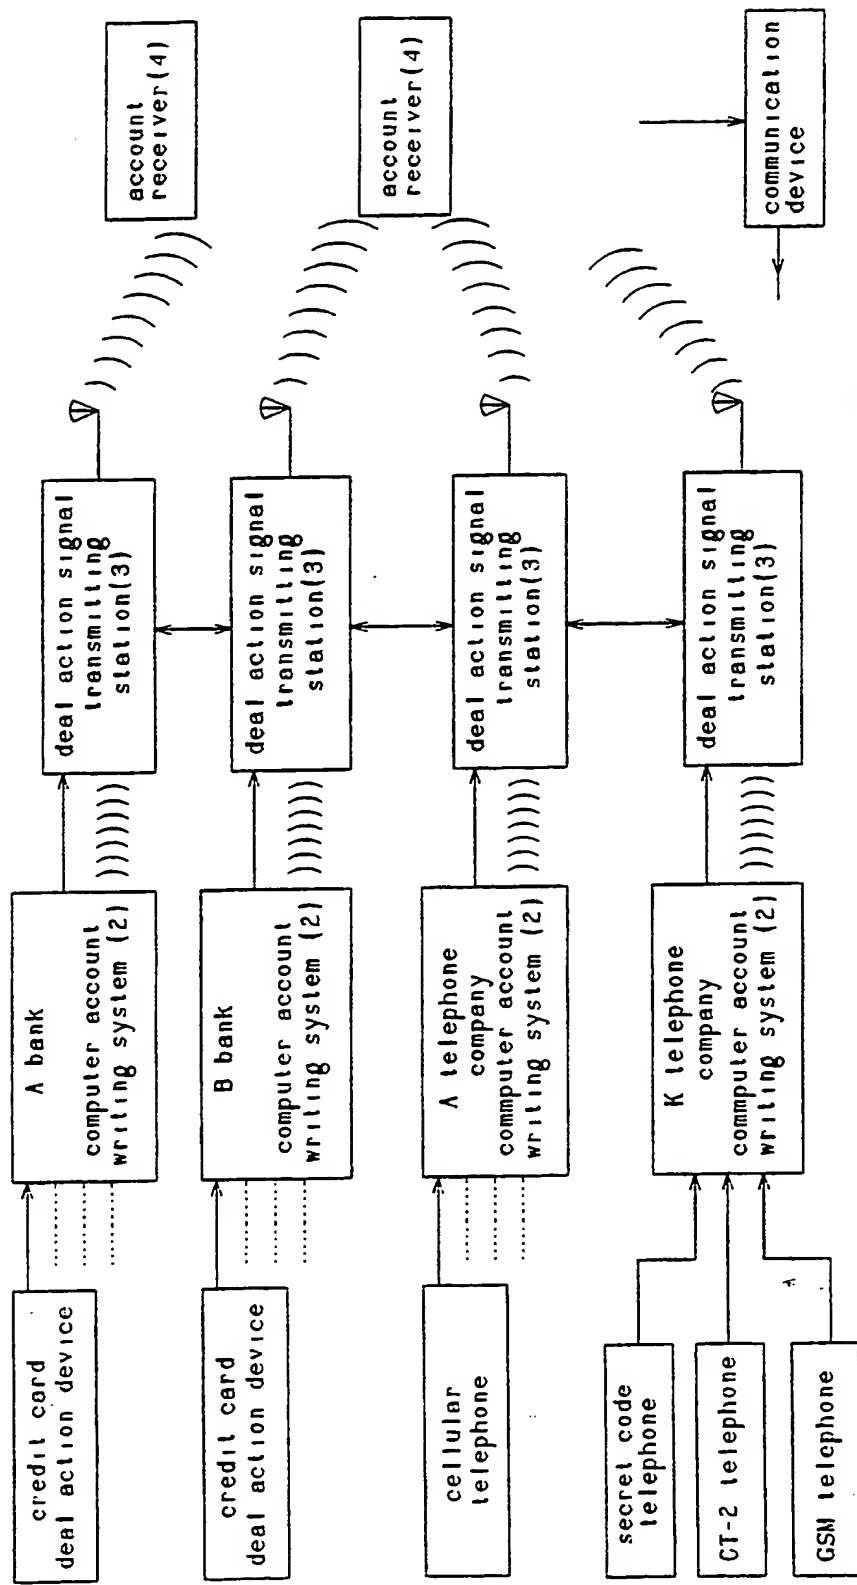 credit card
deal action device
A bank
computer account
writing system (2)
deal action signal
transmitting
station(3)
account
receiver(4)
credit card
deal action device
B bank
computer account
writing system (2)
deal action signal
transmitting
station(3)
account
receiver(4)
cellular
telephone
A telephone
company
commputer account
writing system (2)
deal action signal
transmitting
station(3)
secret code
telephone
CT-2 telephone
GSM telephone
K telephone
company
commputer account
writing system (2)
deal action signal
transmitting
station(3)
communication
device